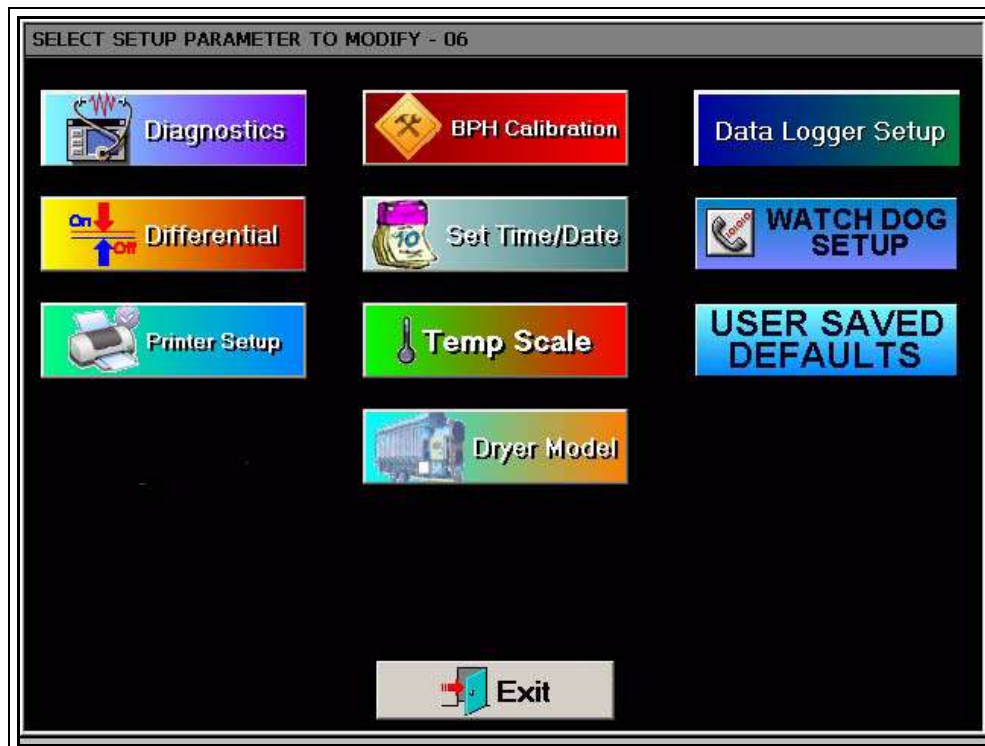 SELECT SETUP PARAMETER TO MODIFY - 06
Diagnostics
BPH Calibration
Data Logger Setup
On
Off
Differential
10
Set Time/Date
WATCH DOG
SETUP
Printer Setup
Temp Scale
USER SAVED
DEFAULTS
Dryer Model
Exit